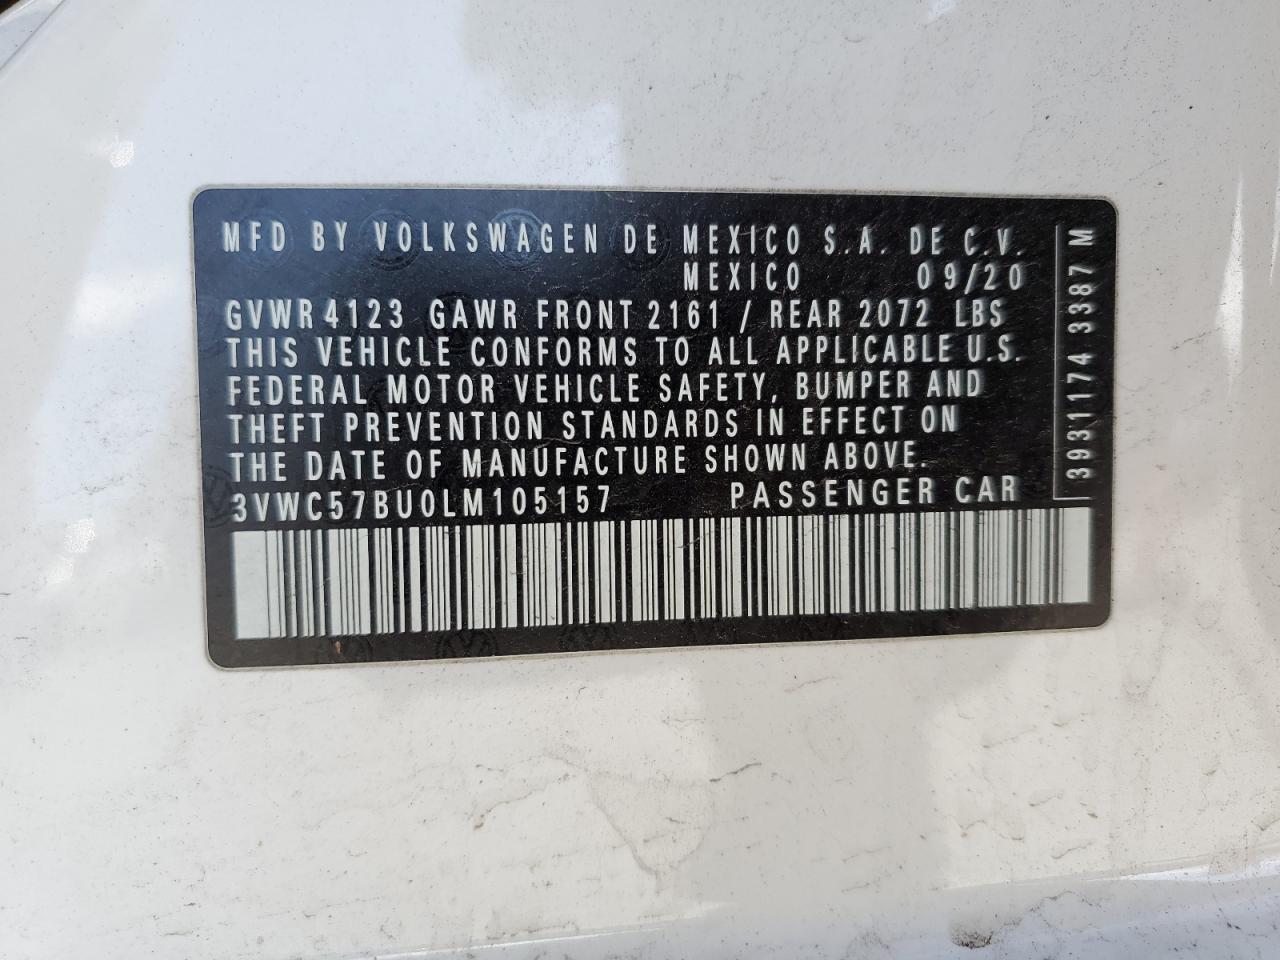 MFD BY VOLKSWAGEN DE MEXICO S.A. DE C.V.
MEXICO 09/20
GVWR 4123 GAWR FRONT 2161 / REAR 2072 LBS
THIS VEHICLE CONFORMS TO ALL APPLICABLE U.S.
FEDERAL MOTOR VEHICLE SAFETY, BUMPER AND
THEFT PREVENTION STANDARDS IN EFFECT ON
THE DATE OF MANUFACTURE SHOWN ABOVE.
3VWC57BU0LM105157 PASSENGER CAR
39311174 3387 M